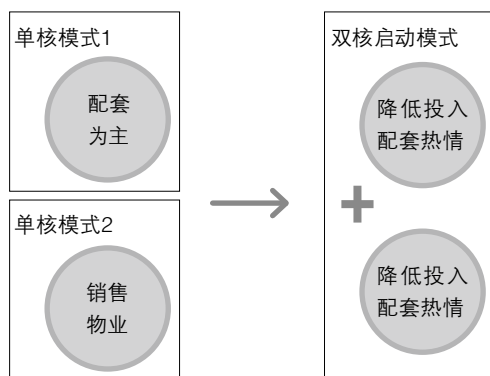 单核模式1
配套
为主
单核模式2
销售
物业
双核启动模式
降低投入
配套热情
降低投入
配套热情